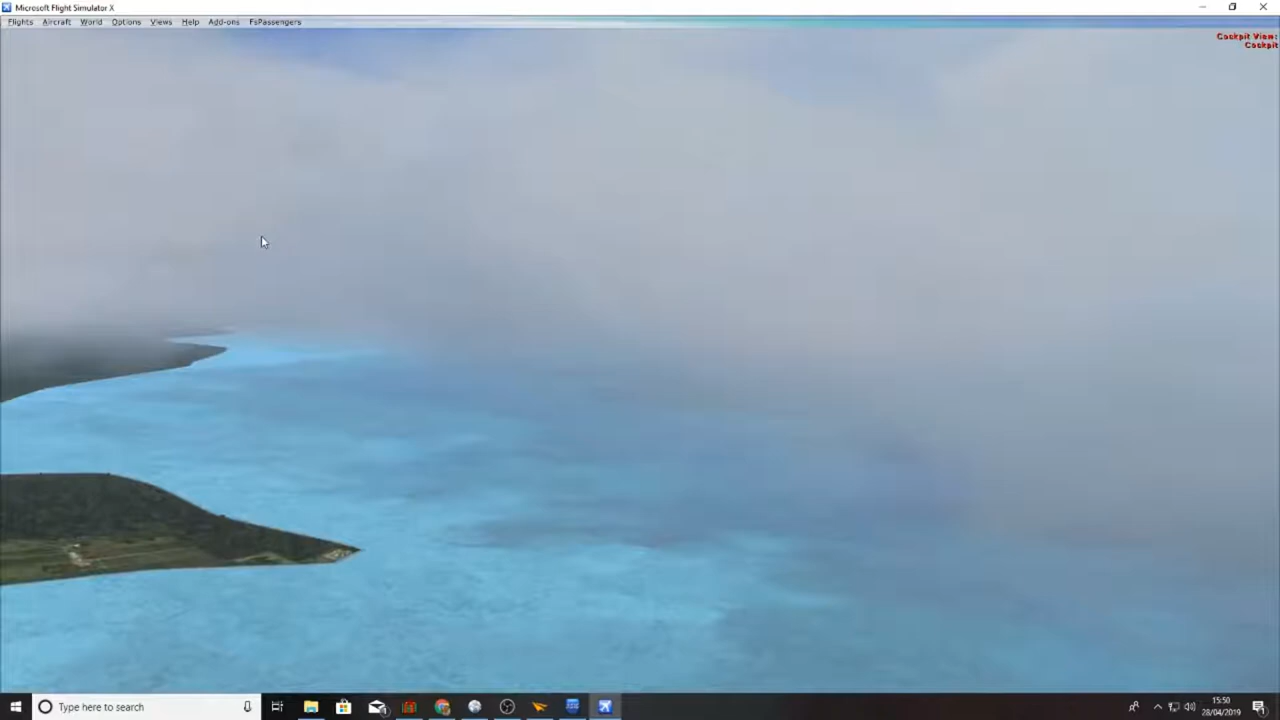 Microsoft Flight Simulator X
Flights Aircraft World Options Views Help Add-ons FsPassengers
Cockpit View:
Cockpit
Type here to search
15:50
28/04/2019